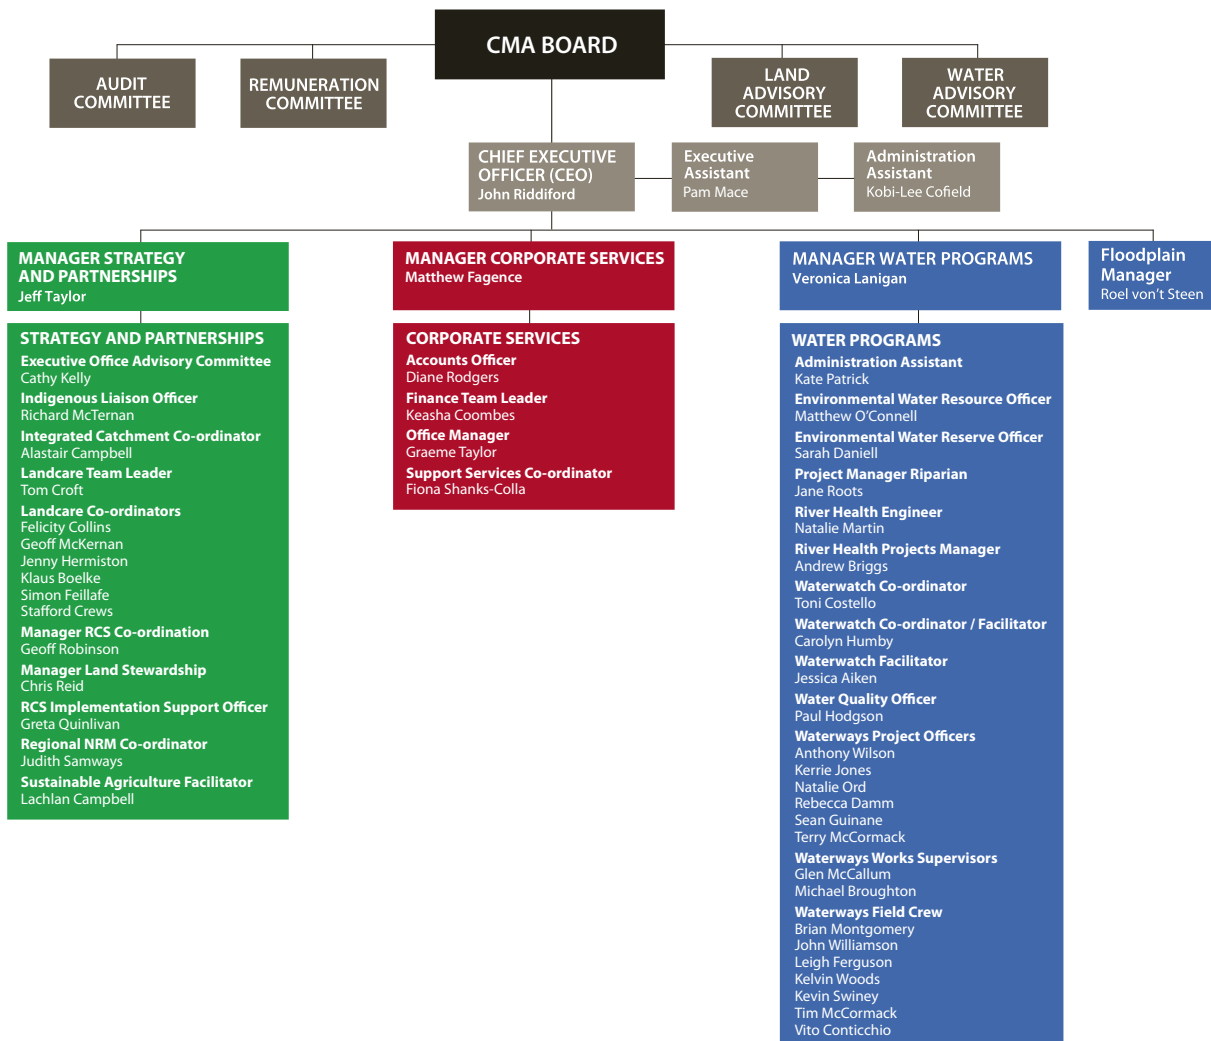 CMA BOARD
AUDIT
COMMITTEE
REMUNERATION
COMMITTEE
LAND
ADVISORY
COMMITTEE
WATER
ADVISORY
COMMITTEE
CHIEF EXECUTIVE
OFFICER (CEO)
John Riddiford
Executive
Assistant
Pam Mace
Administration
Assistant
Kobi-Lee Cofield
MANAGER STRATEGY
AND PARTNERSHIPS
Jeff Taylor
MANAGER CORPORATE SERVICES
Matthew Fagence
MANAGER WATER PROGRAMS
Veronica Lanigan
Floodplain
Manager
Roel von’t Steen
STRATEGY AND PARTNERSHIPS
Executive Office Advisory Committee
Cathy Kelly
Indigenous Liaison Officer
Richard McTernan
Integrated Catchment Co-ordinator
Alastair Campbell
Landcare Team Leader
Tom Croft
Landcare Co-ordinators
Felicity Collins
Geoff McKernan
Jenny Hermiston
Klaus Boelke
Simon Feillafe
Stafford Crews
Manager RCS Co-ordination
Geoff Robinson
Manager Land Stewardship
Chris Reid
RCS Implementation Support Officer
Greta Quinlivan
Regional NRM Co-ordinator
Judith Samways
Sustainable Agriculture Facilitator
Lachlan Campbell
CORPORATE SERVICES
Accounts Officer
Diane Rodgers
Finance Team Leader
Keasha Coombes
Office Manager
Graeme Taylor
Support Services Co-ordinator
Fiona Shanks-Colla
WATER PROGRAMS
Administration Assistant
Kate Patrick
Environmental Water Resource Officer
Matthew O’Connell
Environmental Water Reserve Officer
Sarah Daniell
Project Manager Riparian
Jane Roots
River Health Engineer
Natalie Martin
River Health Projects Manager
Andrew Briggs
Waterwatch Co-ordinator
Toni Costello
Waterwatch Co-ordinator / Facilitator
Carolyn Humby
Waterwatch Facilitator
Jessica Aiken
Water Quality Officer
Paul Hodgson
Waterways Project Officers
Anthony Wilson
Kerrie Jones
Natalie Ord
Rebecca Damm
Sean Guinane
Terry McCormack
Waterways Works Supervisors
Glen McCallum
Michael Broughton
Waterways Field Crew
Brian Montgomery
John Williamson
Leigh Ferguson
Kelvin Woods
Kevin Swiney
Tim McCormack
Vito Conticchio